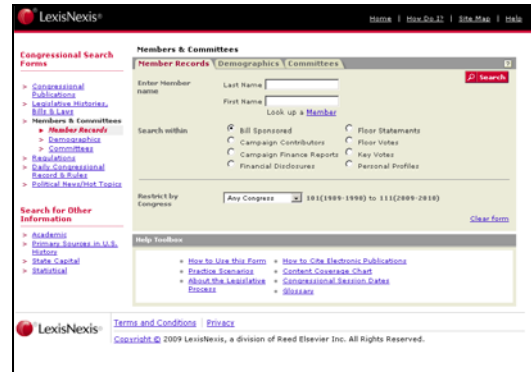 LexisNexis®
Home | How Do I? | Site Map | Help
Congressional Search
Forms
> Congressional
Publications
> Legislative Histories,
Bills & Laws
> Members & Committees
> Member Records
> Demographics
> Committees
> Regulations
> Daily Congressional
Record & Rules
> Political News/Hot Topics
Search for Other
Information
> Academic
> Primary Sources in U.S.
History
> State Capital
> Statistical
Members & Committees
Member Records
Demographics
Committees
?
Search
Enter Member
name
Last Name
First Name
Look up a Member
Search within
Bill Sponsored
Floor Statements
Campaign Contributors
Floor Votes
Campaign Finance Reports
Key Votes
Financial Disclosures
Personal Profiles
Restrict by
Congress
Any Congress
101(1989-1990) to 111(2009-2010)
Clear form
Help Toolbox
How to Use this Form
How to Cite Electronic Publications
Practice Scenarios
Content Coverage Chart
About the Legislative
Process
Congressional Session Dates
Glossary
LexisNexis®
Terms and Conditions | Privacy
Copyright © 2009 LexisNexis, a division of Reed Elsevier Inc. All Rights Reserved.